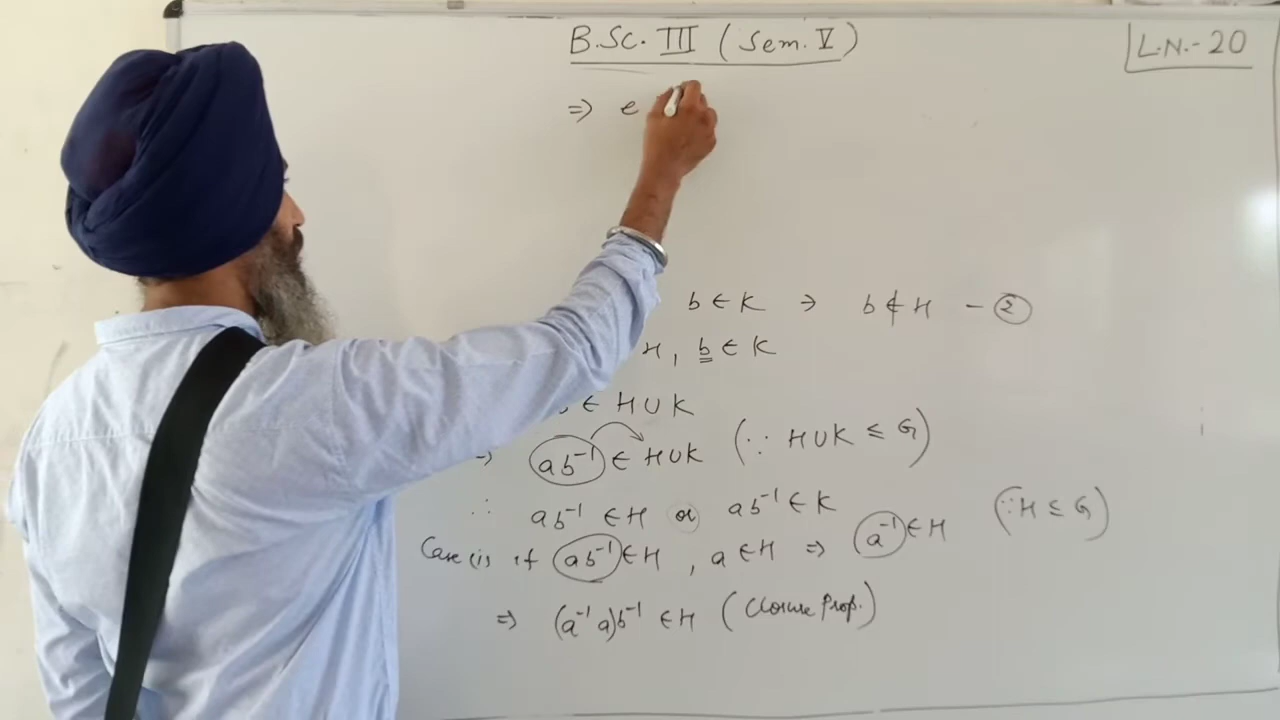 B.Sc. III (Sem. V)
L.N.-20
⇒ e
b ∈ K ⇒ b ∉ H - ②
H, b ∈ K
b ∈ H ∪ K
⇒ ab⁻¹ ∈ H∪K (∵ H∪K ≤ G)
∴ ab⁻¹ ∈ H or ab⁻¹ ∈ K
Case (i) if ab⁻¹ ∈ H, a ∈ H ⇒ a⁻¹ ∈ H (∵ H ≤ G)
⇒ (a⁻¹ a)b⁻¹ ∈ H (Closure Prop.)